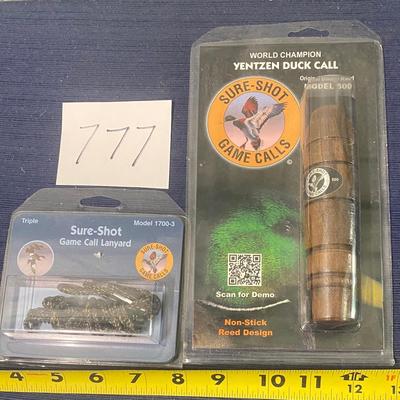 WORLD CHAMPION
YENTZEN DUCK CALL
MODEL 500
SURE-SHOT
GAME CALLS
777
Triple
Model 1700-3
Sure-Shot
Game Call Lanyard
SURE-SHOT
GAME CALLS
Scan for Demo
Non-Stick
Reed Design
4 5 6 7 8 9 10 11 12 13